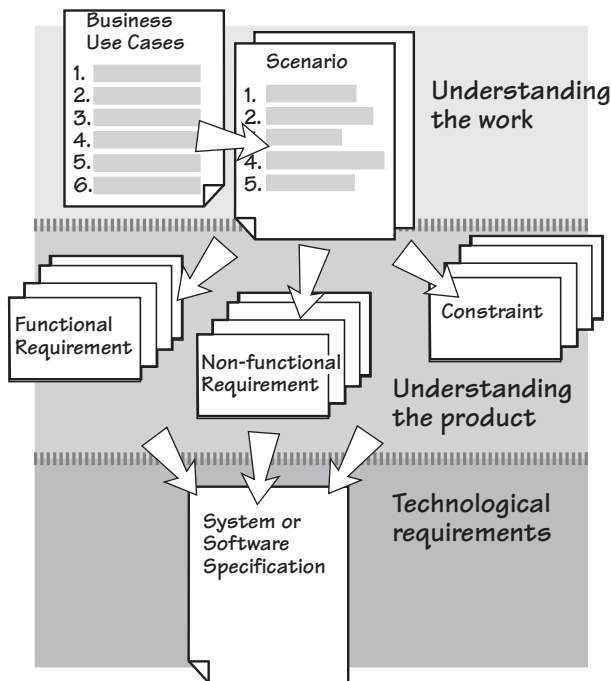 Business
Use Cases
1.
2.
3.
4.
5.
6.
Scenario
1.
2.
4.
5.
Understanding
the work
Functional
Requirement
Non-functional
Requirement
Constraint
Understanding
the product
System or
Software
Specification
Technological
requirements